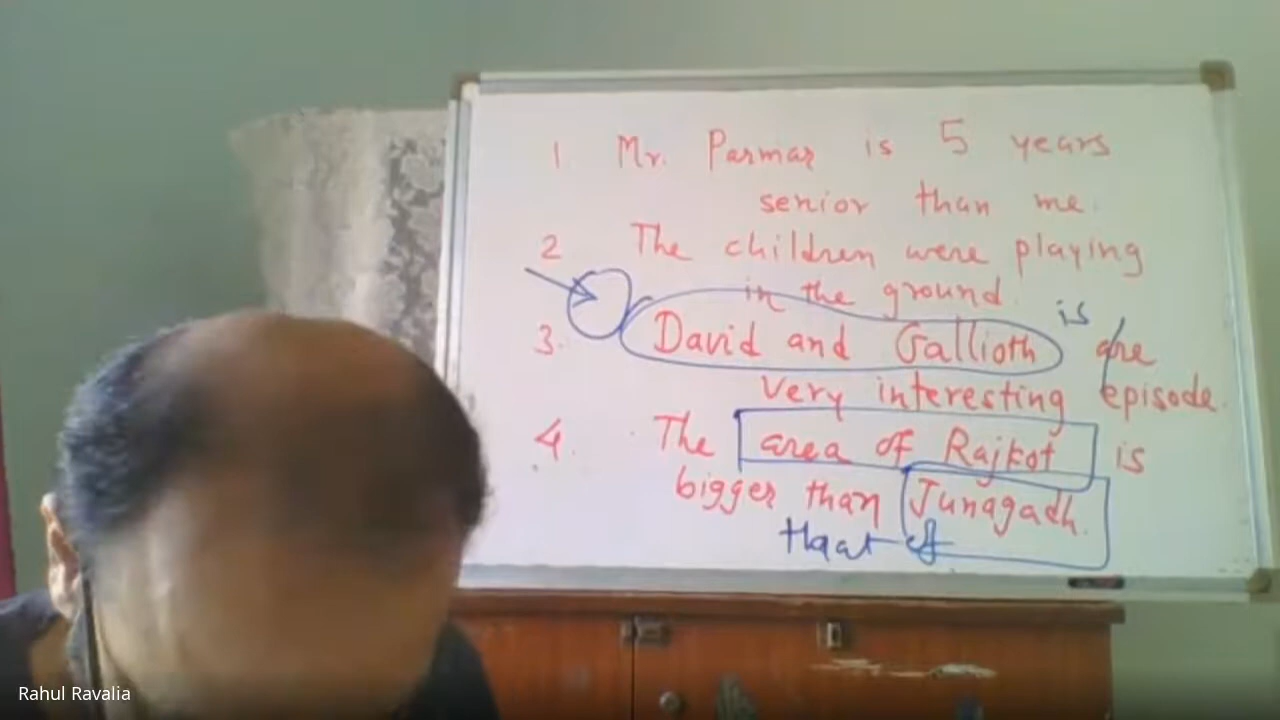 1. Mr. Parmar is 5 years
senior than me.
2 The children were playing
in the ground.
is
3. David and Gallioth are
very interesting episode.
4. The area of Rajkot is
bigger than Junagadh.
that of
Rahul Ravalia